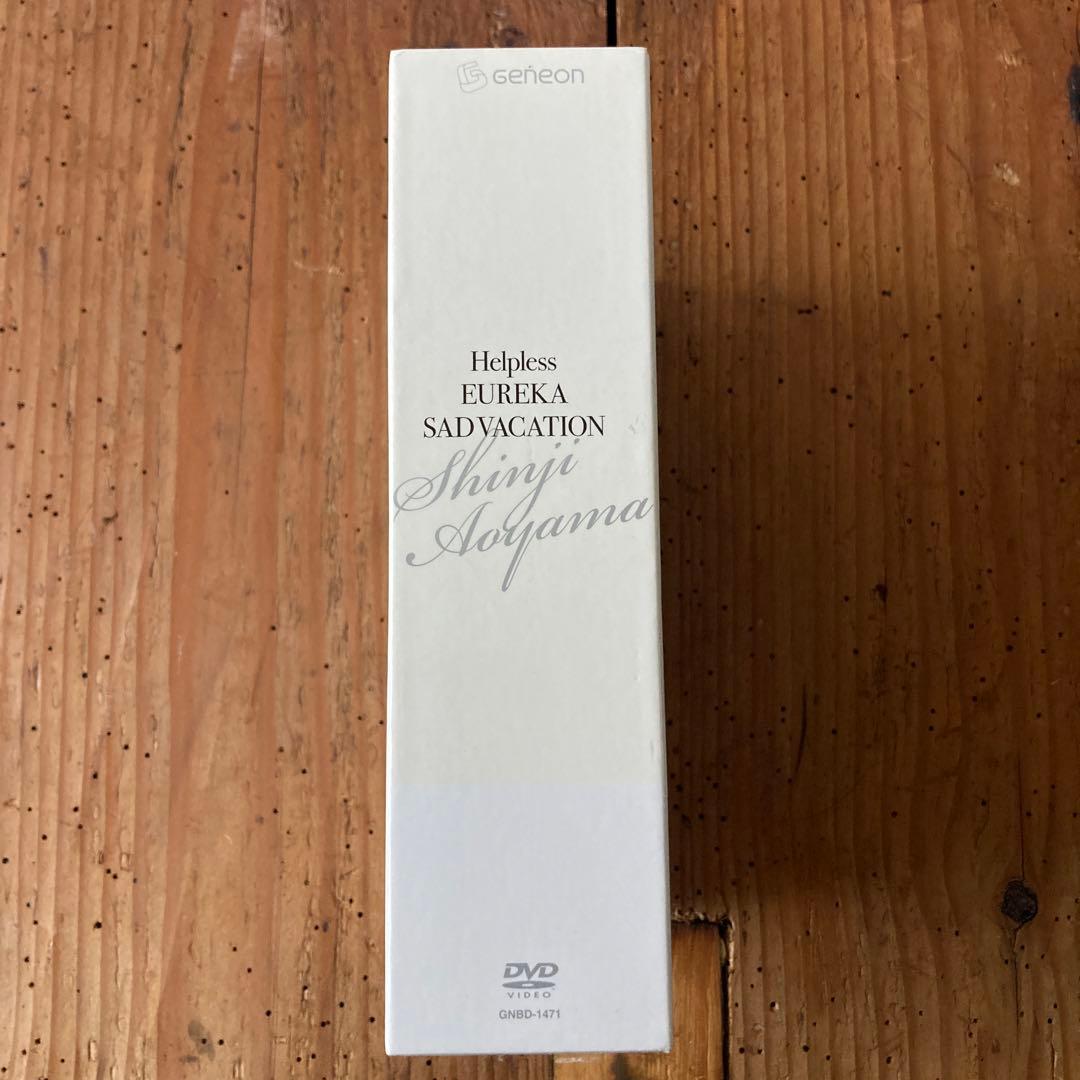 Geneon
Helpless
EUREKA
SAD VACATION
Shinji
Aoyama
DVD
VIDEO
GNBD-1471